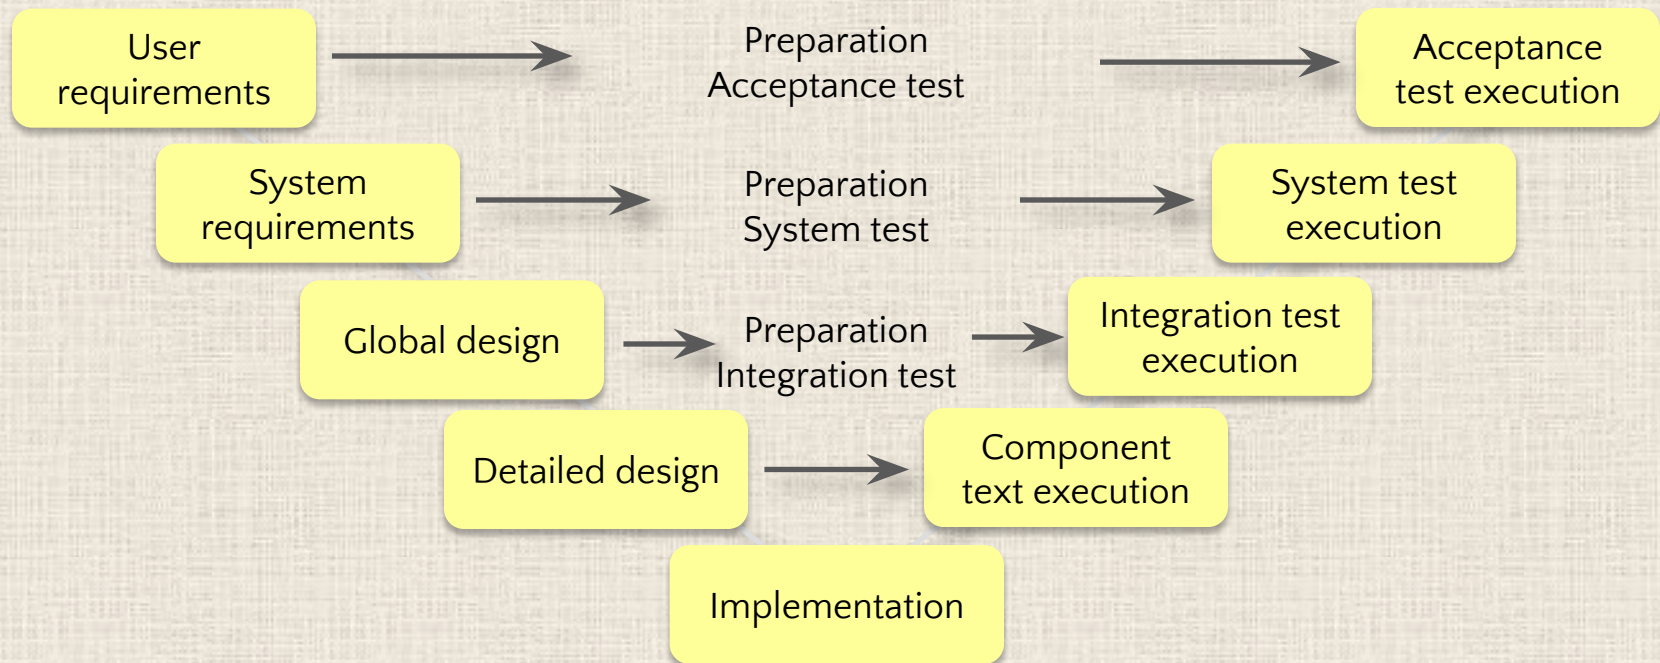 User
requirements
Preparation
Acceptance test
Acceptance
test execution
System
requirements
Preparation
System test
System test
execution
Global design
Preparation
Integration test
Integration test
execution
Detailed design
Component
text execution
Implementation